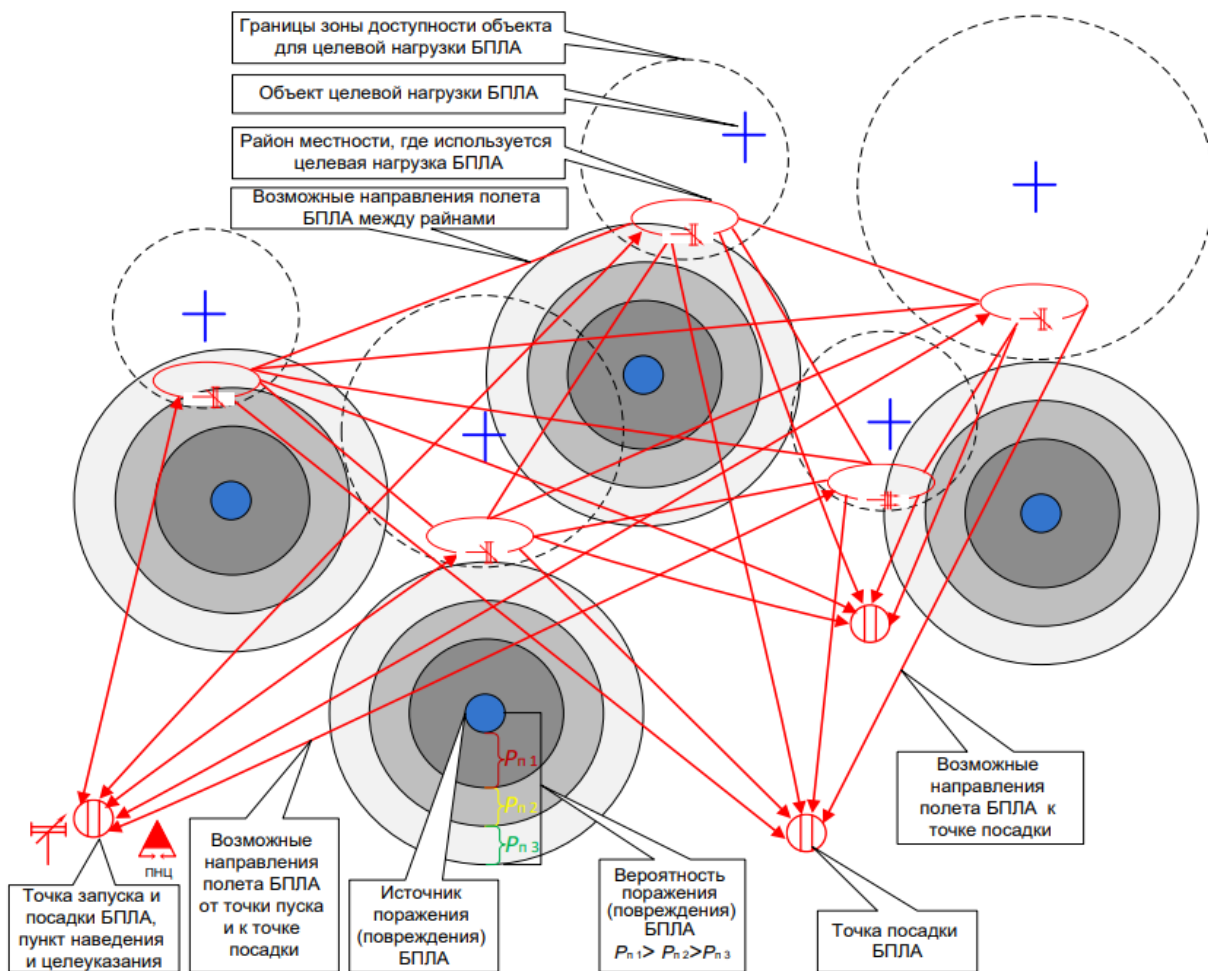 Границы зоны доступности объекта
для целевой нагрузки БПЛА
Объект целевой нагрузки БПЛА
Район местности, где используется
целевая нагрузка БПЛА
Возможные направления полета
БПЛА между райнами
Pп 1
Pп 2
Pп 3
ПНЦ
Точка запуска и
посадки БПЛА,
пункт наведения
и целеуказания
Возможные
направления
полета БПЛА
от точки пуска
и к точке
посадки
Источник
поражения
(повреждения)
БПЛА
Вероятность
поражения
(повреждения)
БПЛА
Pп 1> Pп 2>Pп 3
Точка посадки
БПЛА
Возможные
направления
полета БПЛА к
точке посадки